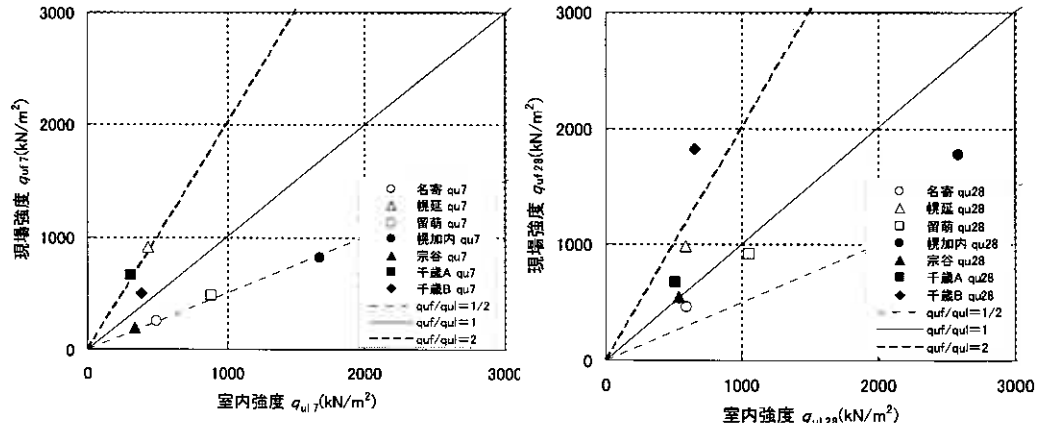 3000
2000
1000
0
現場強度 quf7(kN/m²)
名寄 qu7
幌延 qu7
留萌 qu7
幌加内 qu7
宗谷 qu7
千歳A qu7
千歳B qu7
quf/qul=1/2
quf/qul=1
quf/qul=2
0 1000 2000 3000
室内強度 qul7(kN/m²)
3000
2000
1000
0
現場強度 quf28(kN/m²)
名寄 qu28
幌延 qu28
留萌 qu28
幌加内 qu28
宗谷 qu28
千歳A qu28
千歳B qu28
quf/qul=1/2
quf/qul=1
quf/qul=2
0 1000 2000 3000
室内強度 qul28(kN/m²)